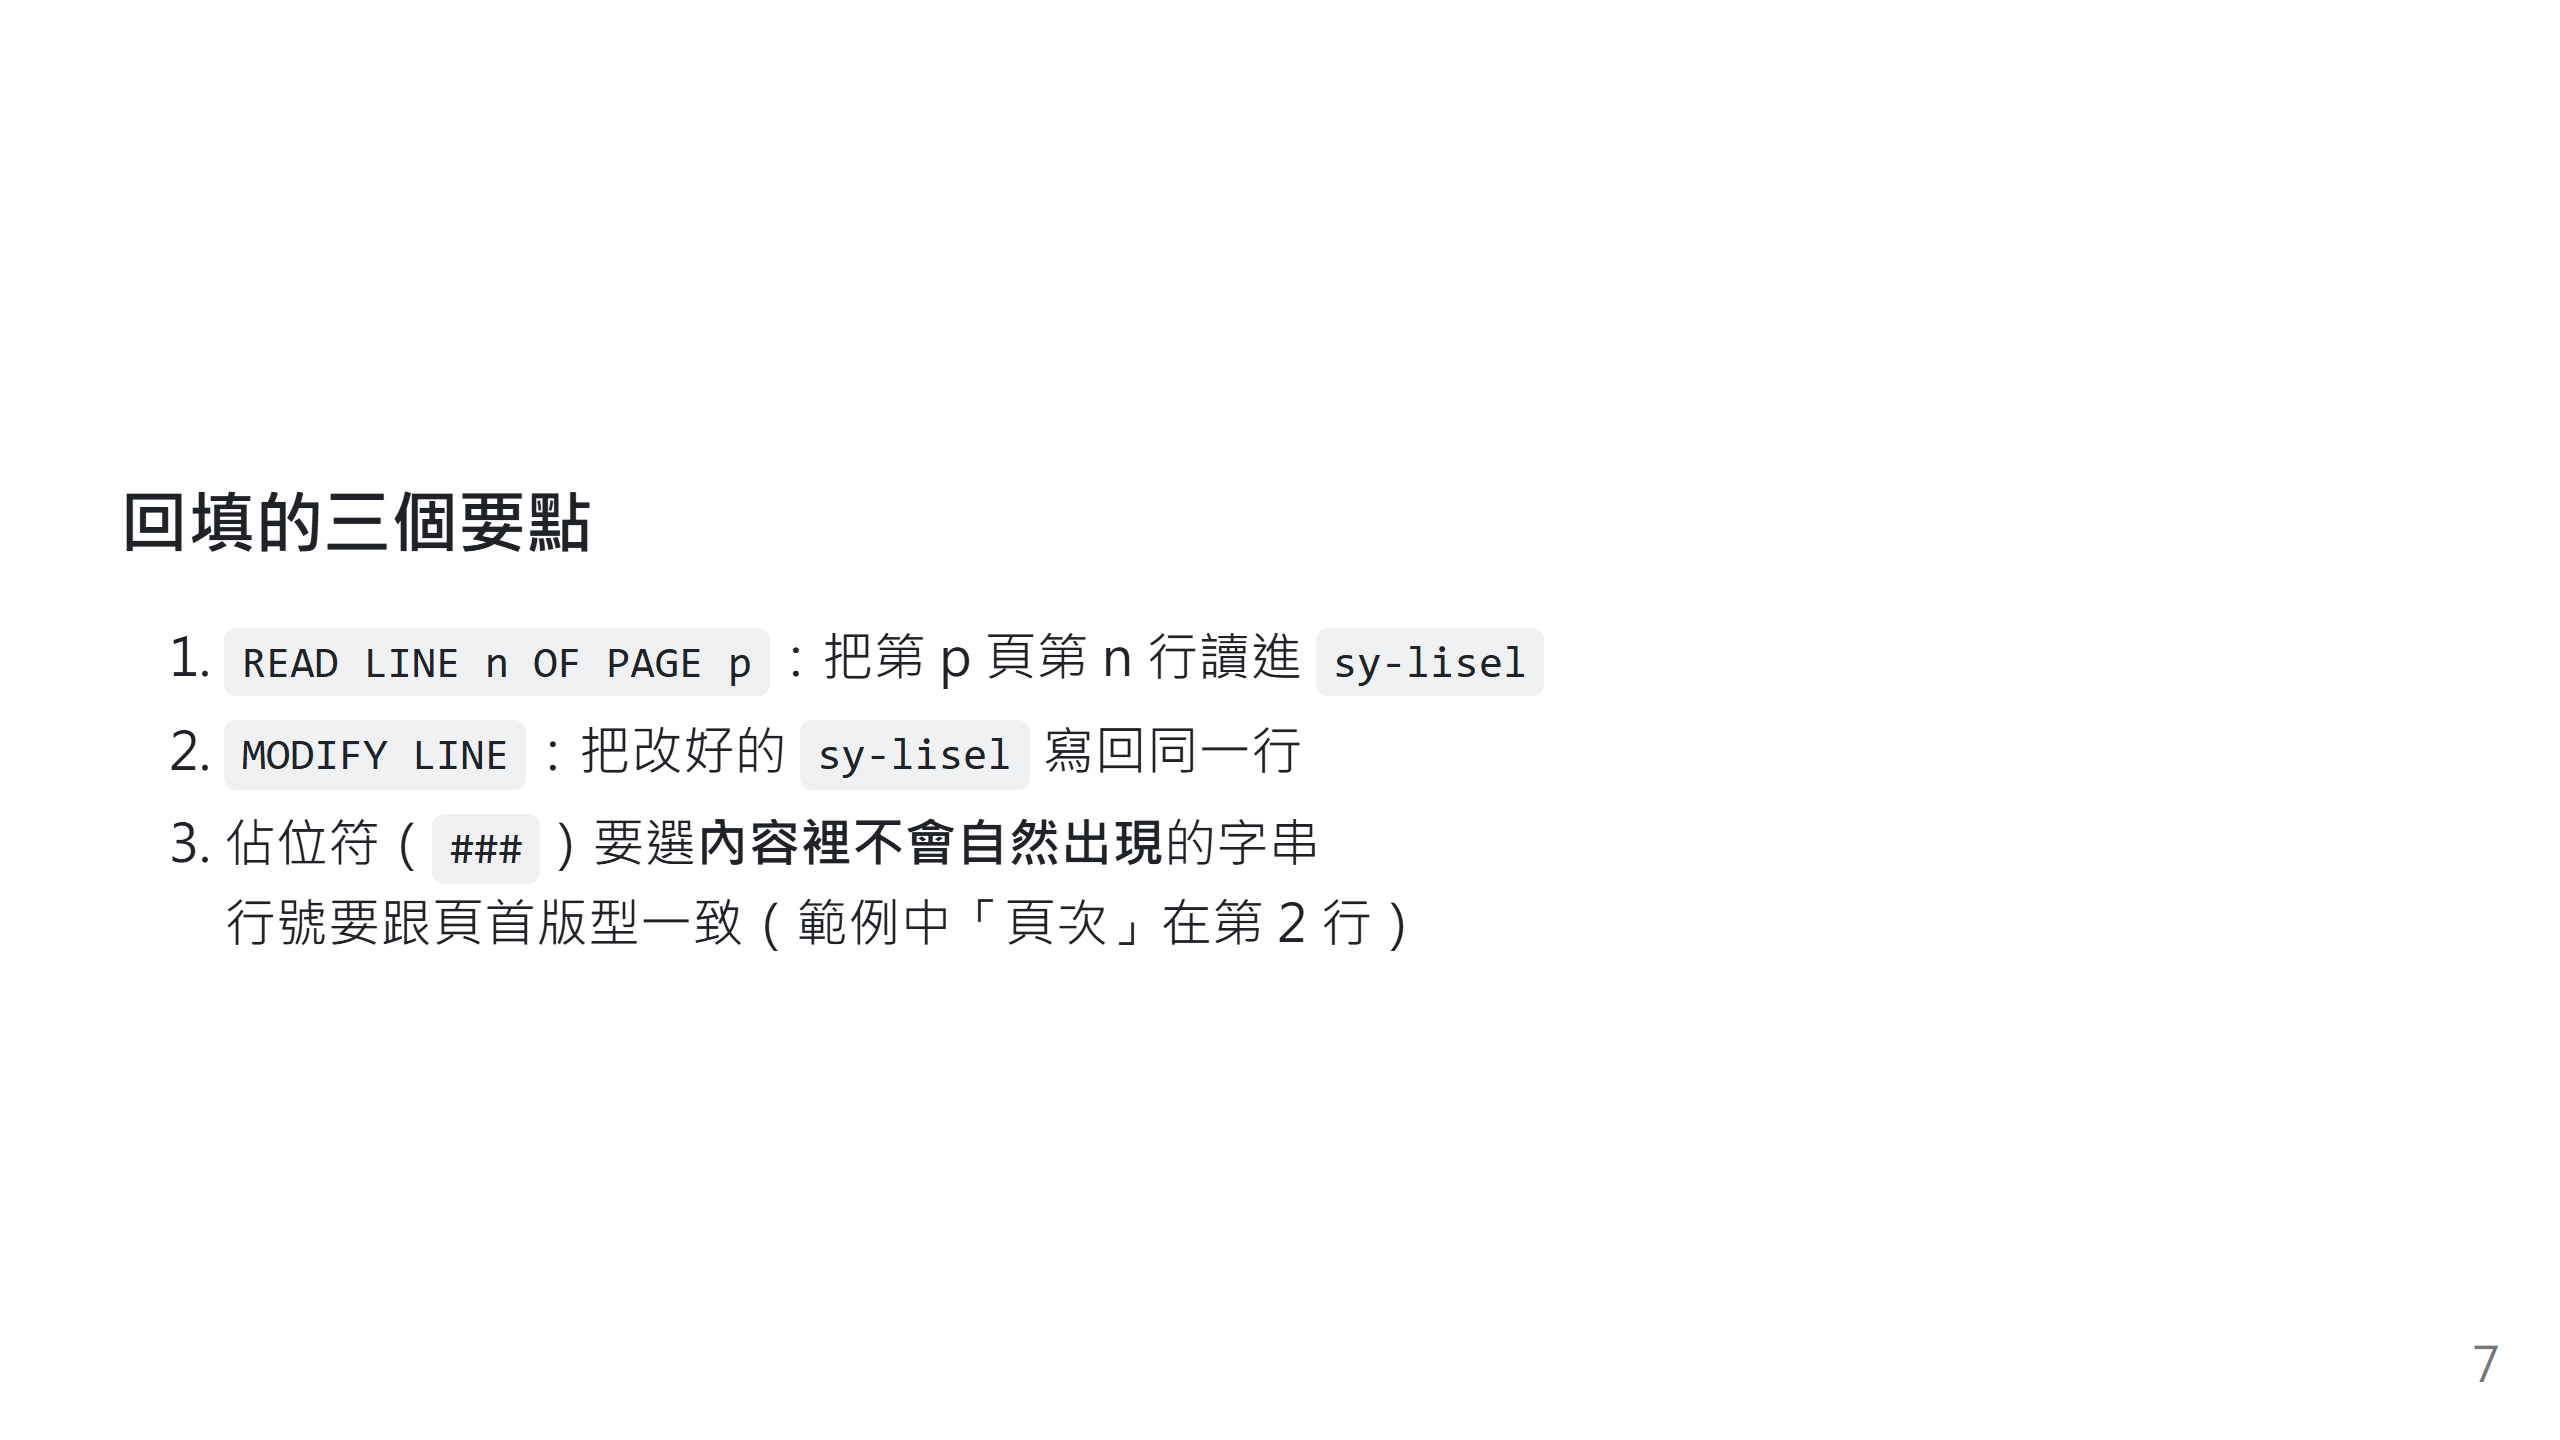 回填的三個要點
1. READ LINE n OF PAGE p：把第 p 頁第 n 行讀進 sy-lisel
2. MODIFY LINE：把改好的 sy-lisel 寫回同一行
3. 佔位符（###）要選內容裡不會自然出現的字串
行號要跟頁首版型一致（範例中「頁次」在第 2 行）
7